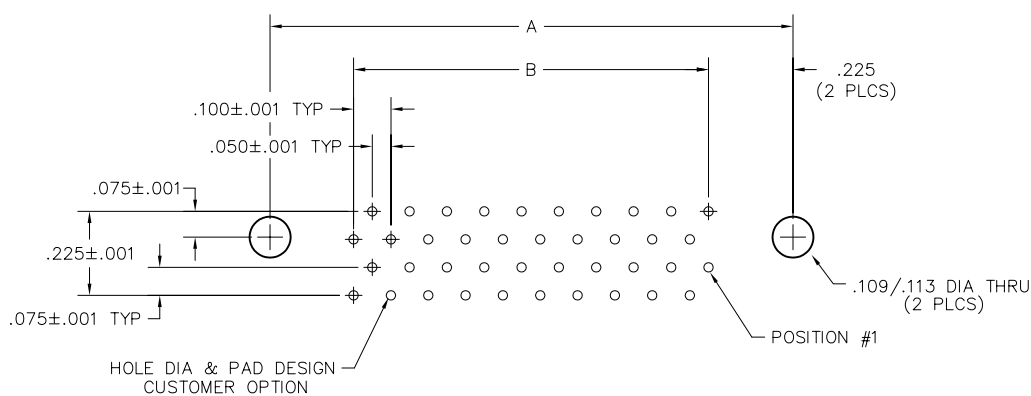 A
B
.225
(2 PLCS)
.100±.001 TYP
.050±.001 TYP
.075±.001
.225±.001
.075±.001 TYP
.109/.113 DIA THRU
(2 PLCS)
POSITION #1
HOLE DIA & PAD DESIGN
CUSTOMER OPTION